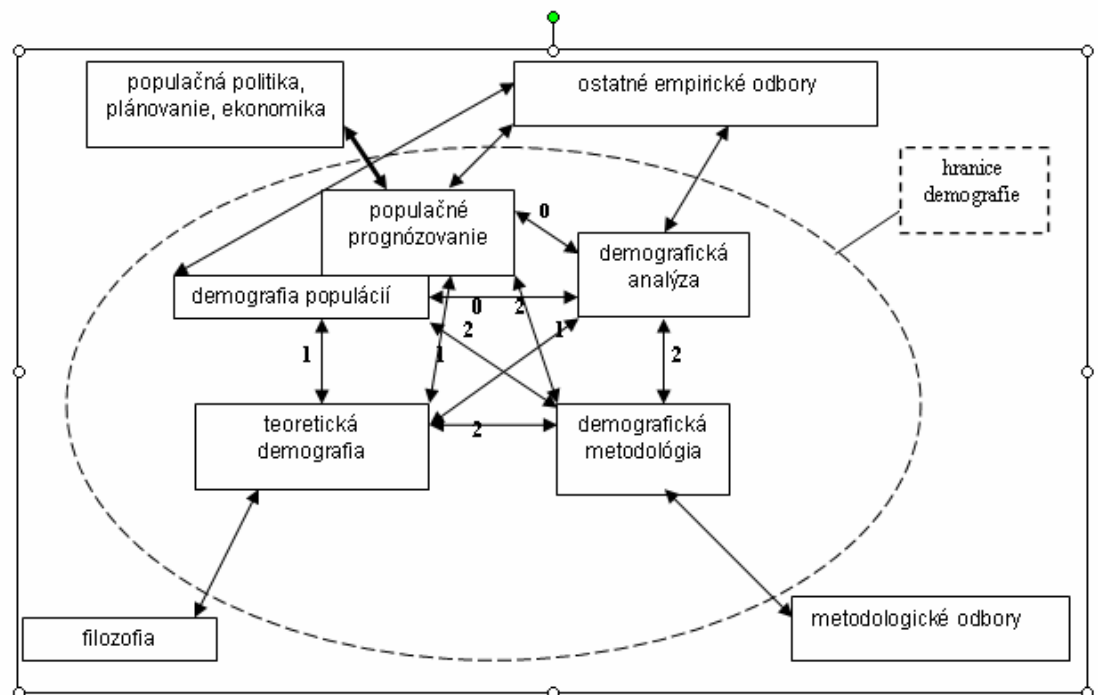 populačná politika,
plánovanie, ekonomika
ostatné empirické odbory
hranice
demografie
populačné
prognózovanie
0
demografická
analýza
demografia populácií
0
2
2
1
1
1
2
teoretická
demografia
2
demografická
metodológia
filozofia
metodologické odbory